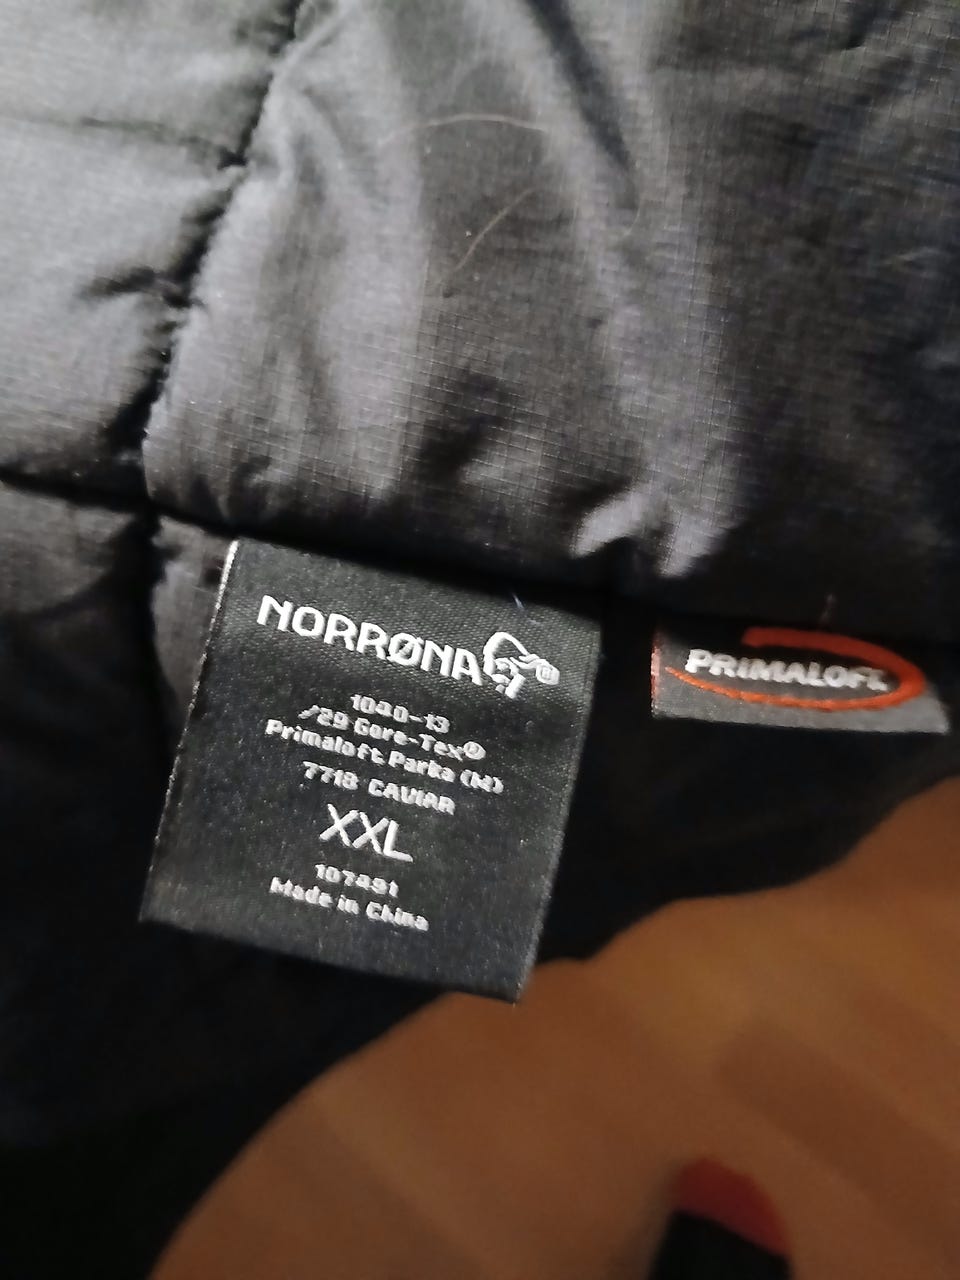 NORRØNA®
1040-13
/29 Gore-Tex®
Primaloft Parka (M)
7718 CAVIAR
XXL
107491
Made in China
PRIMALOFT